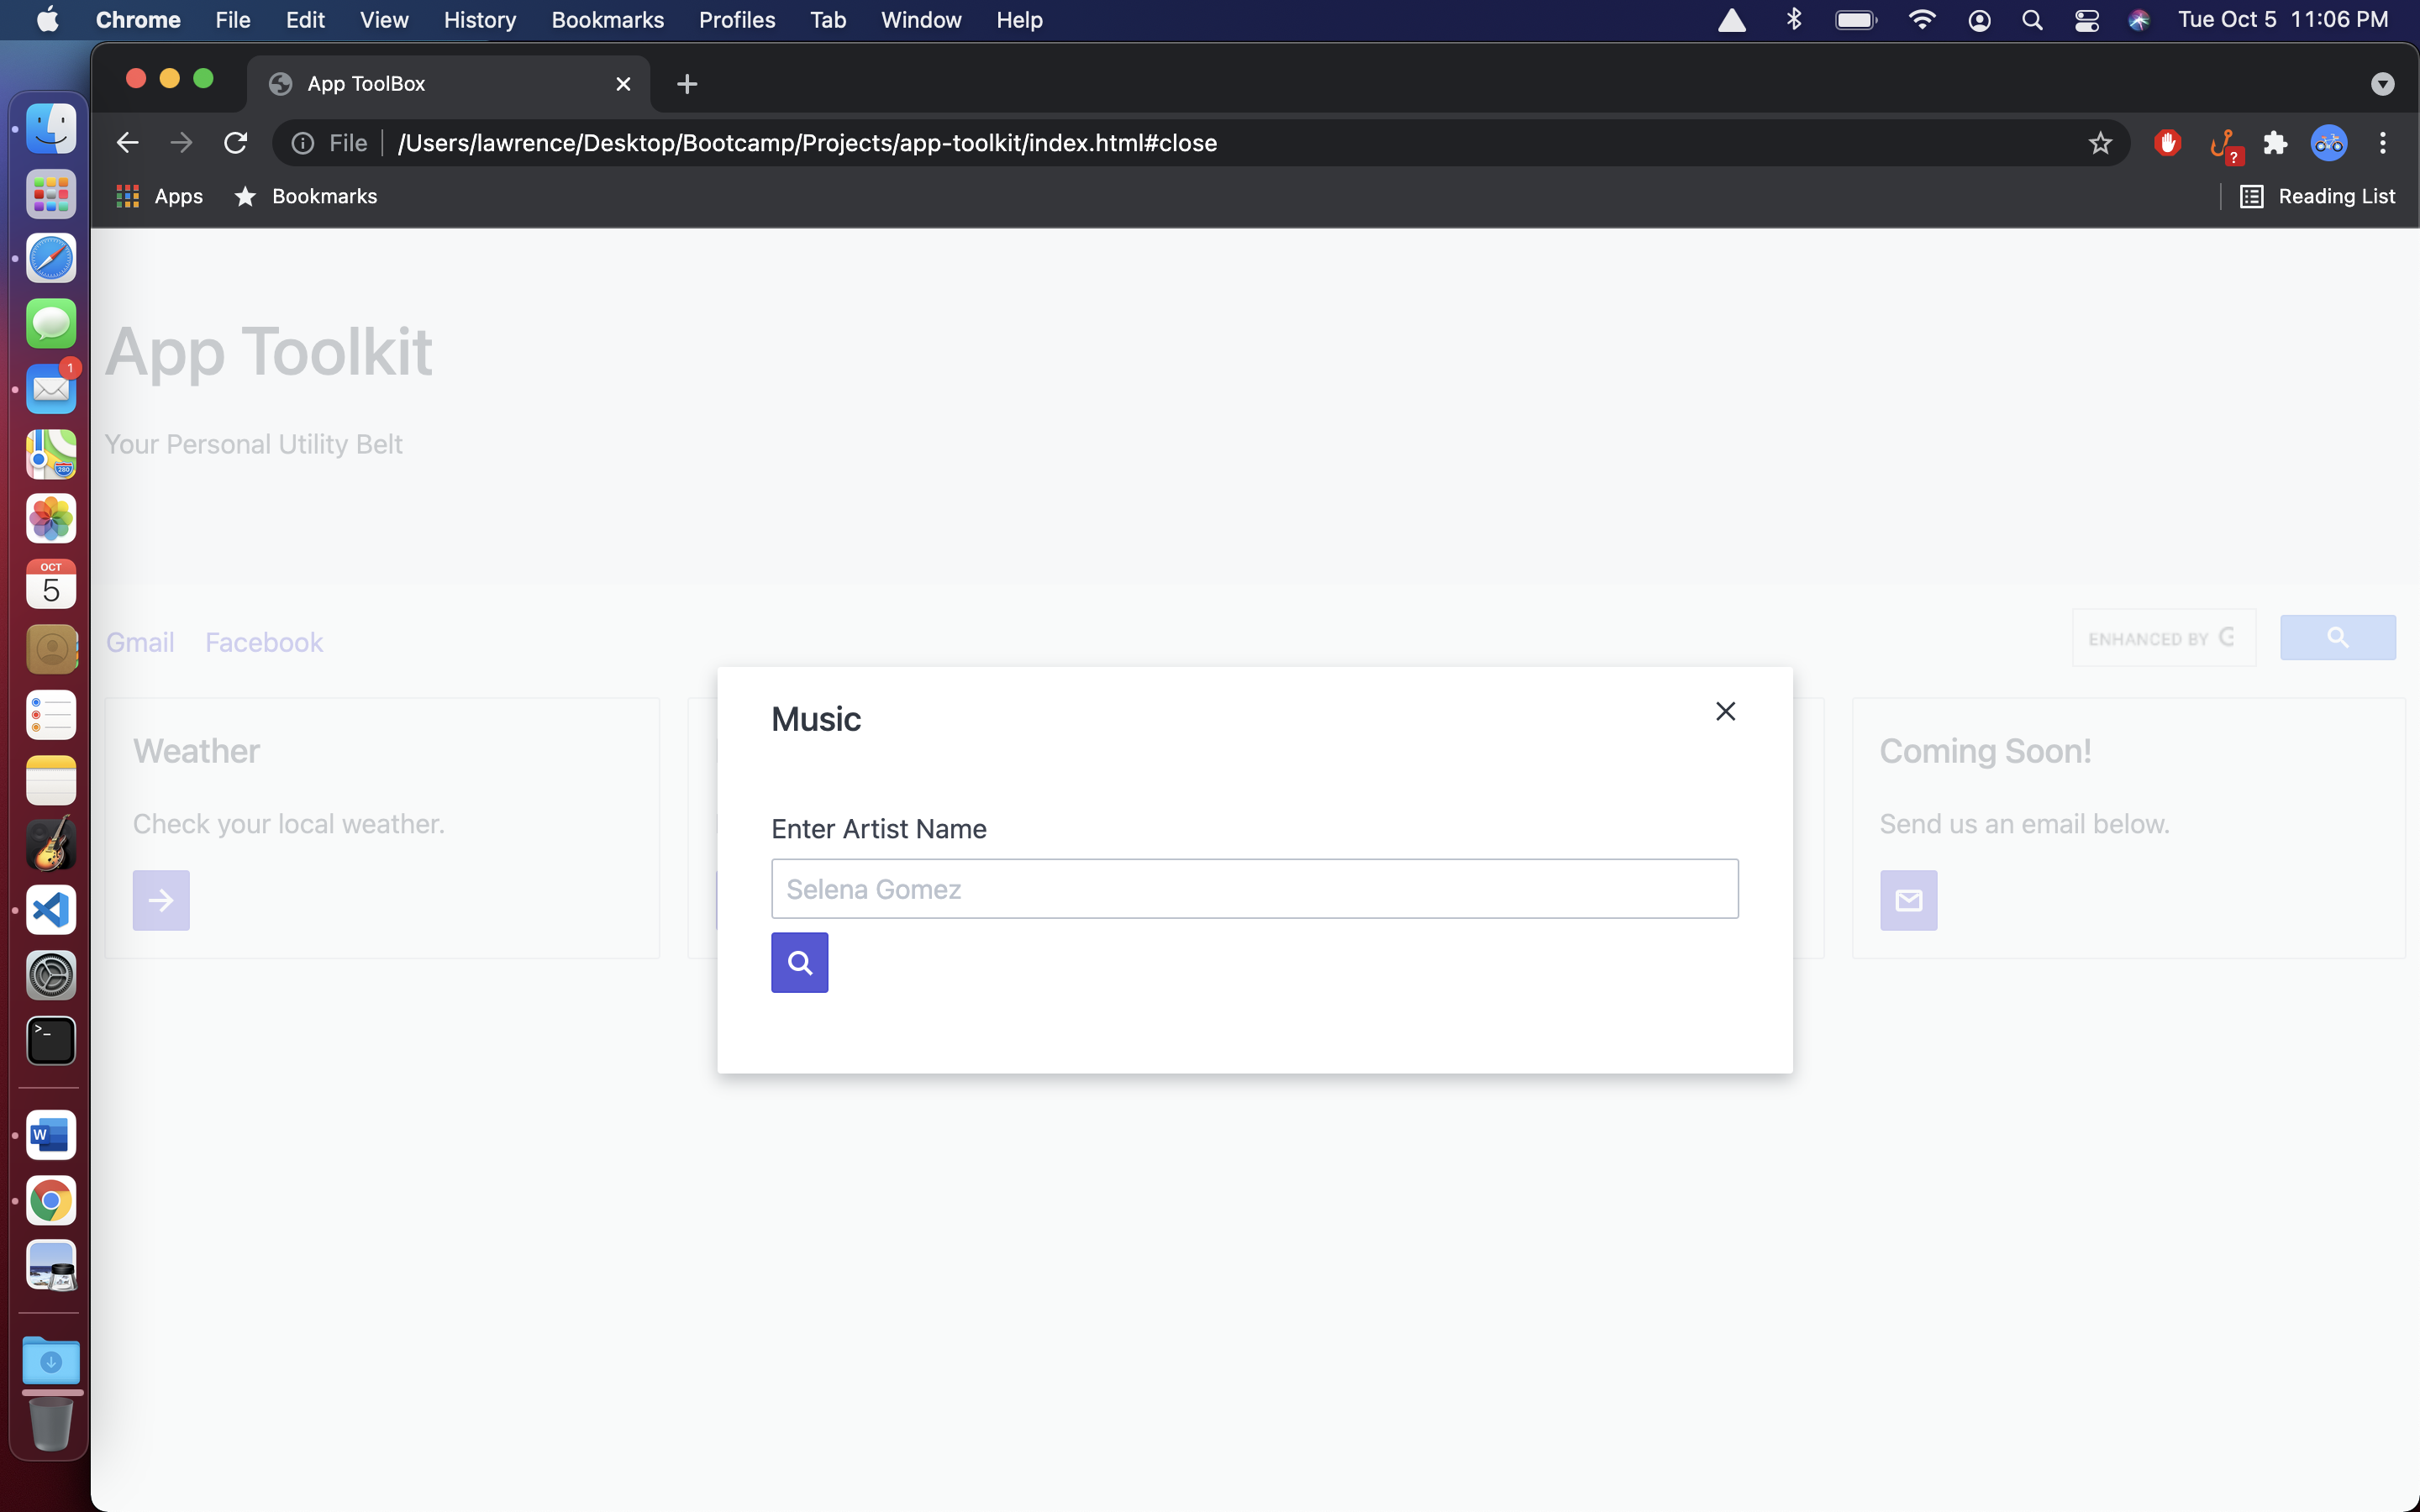 Chrome File Edit View History Bookmarks Profiles Tab Window Help Tue Oct 5 11:06 PM
App ToolBox
File /Users/lawrence/Desktop/Bootcamp/Projects/app-toolkit/index.html#close
?
Apps Bookmarks Reading List
App Toolkit
Your Personal Utility Belt
1
280
OCT
5
Gmail Facebook ENHANCED BY G
Music
Weather
Coming Soon!
Enter Artist Name
Check your local weather.
Send us an email below.
Selena Gomez
>_
W